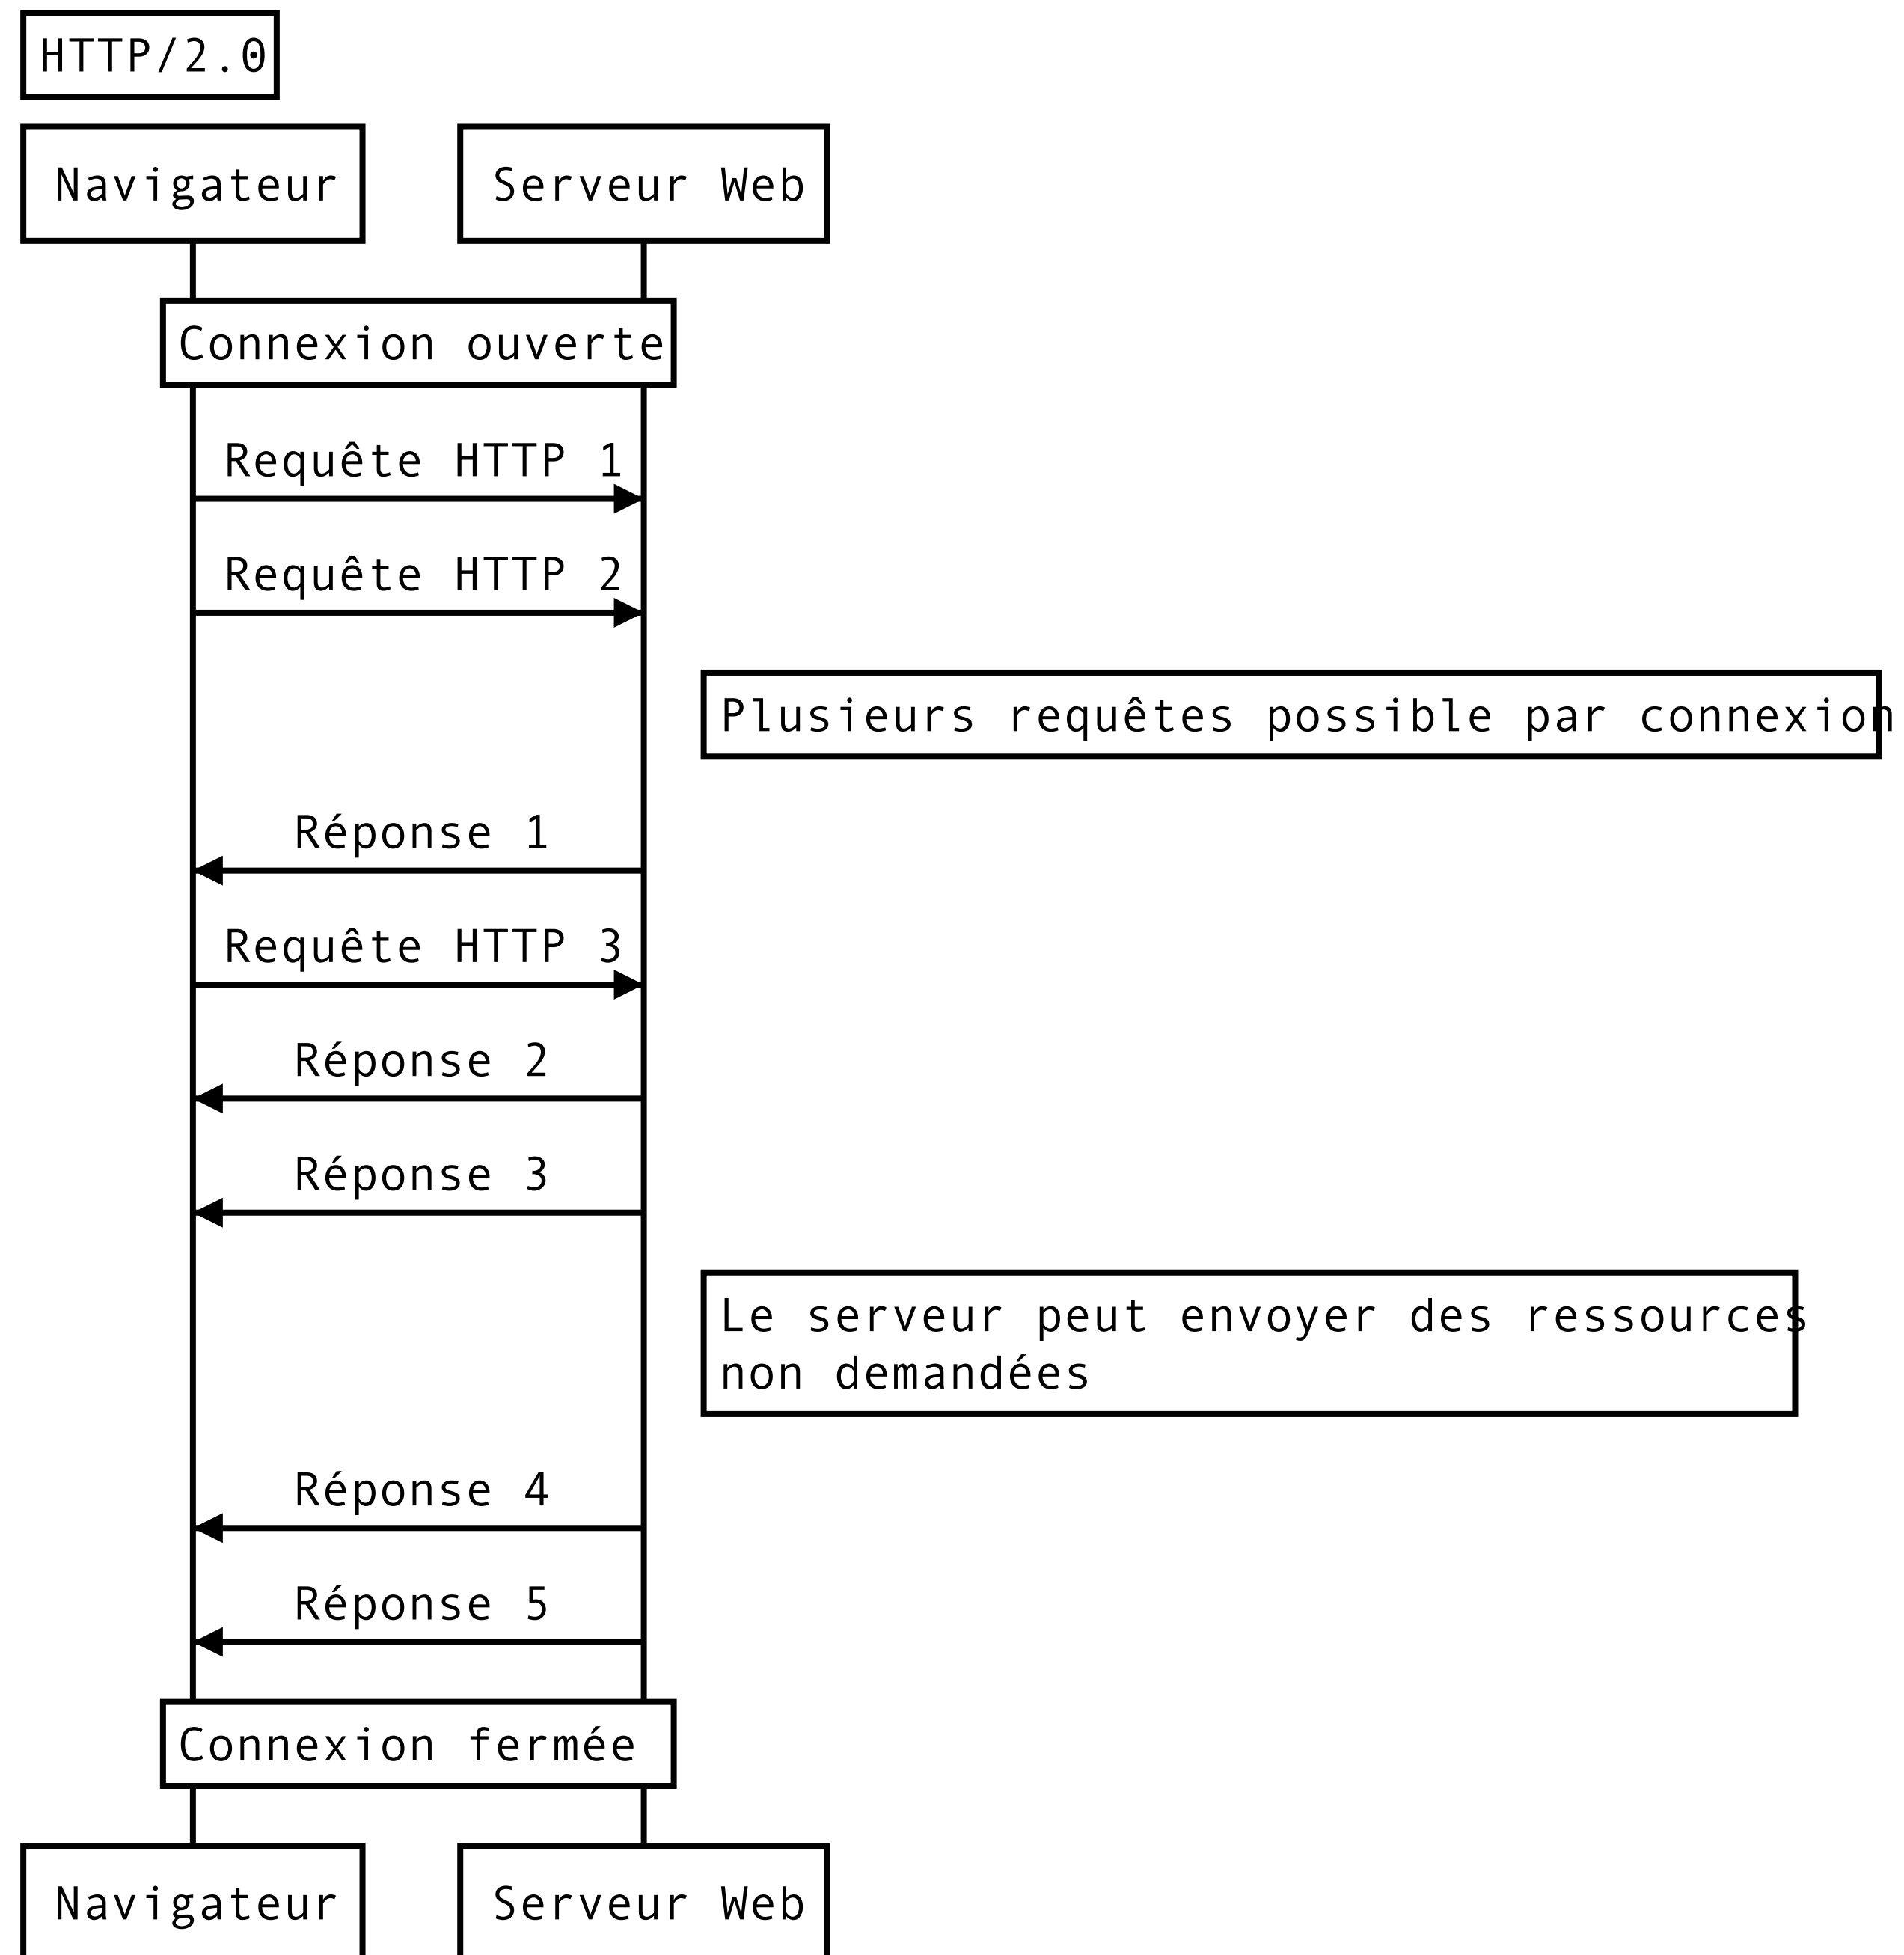 HTTP/2.0
Navigateur
Serveur Web
Connexion ouverte
Requête HTTP 1
Requête HTTP 2
Plusieurs requêtes possible par connexion
Réponse 1
Requête HTTP 3
Réponse 2
Réponse 3
Le serveur peut envoyer des ressources
non demandées
Réponse 4
Réponse 5
Connexion fermée
Navigateur
Serveur Web